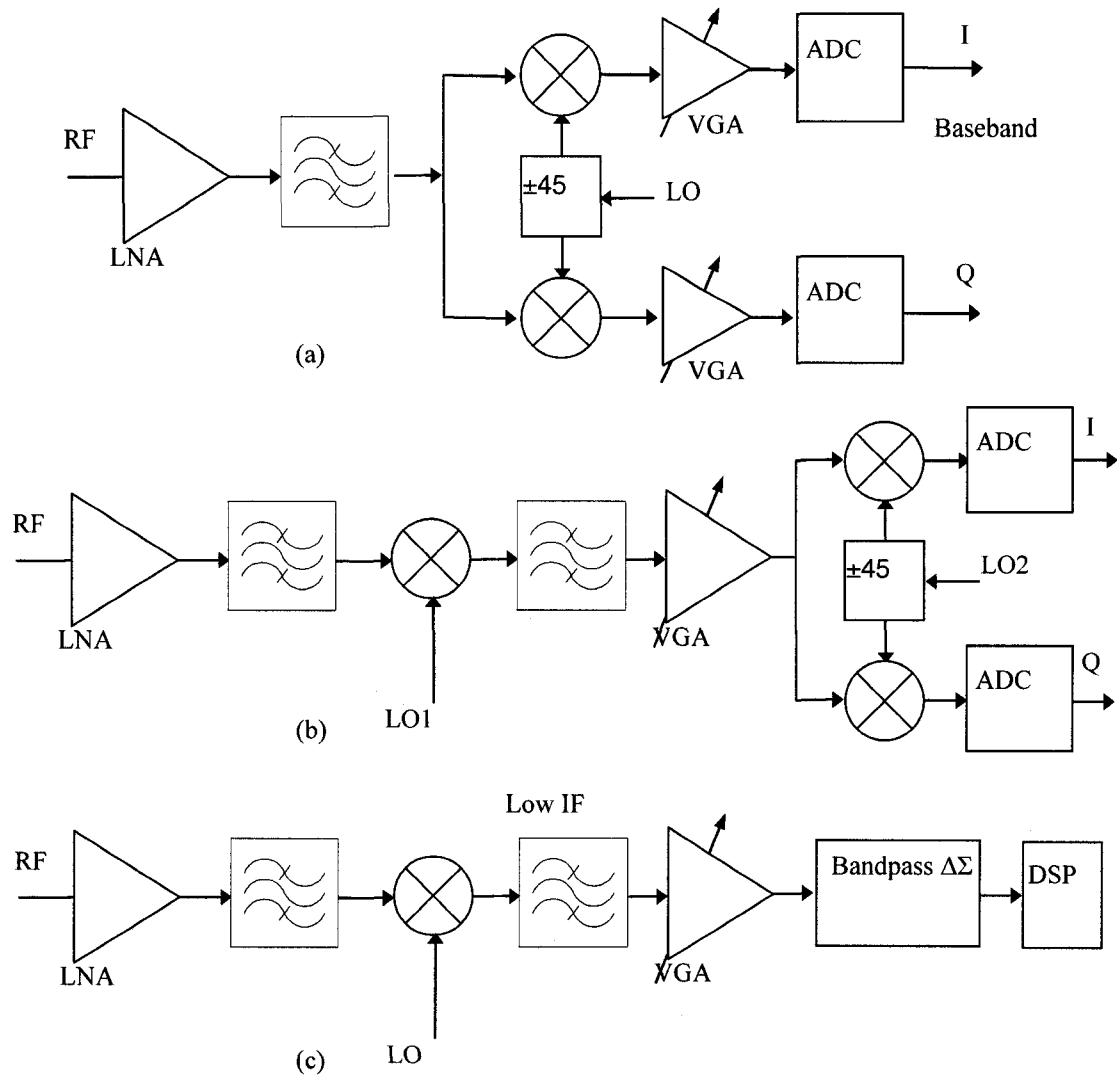 ADC
I
VGA
Baseband
RF
±45
LO
LNA
Q
ADC
VGA
(a)
ADC
I
RF
±45
LO2
VGA
LNA
ADC
Q
LO1
(b)
Low IF
RF
Bandpass ΔΣ
DSP
VGA
LNA
LO
(c)